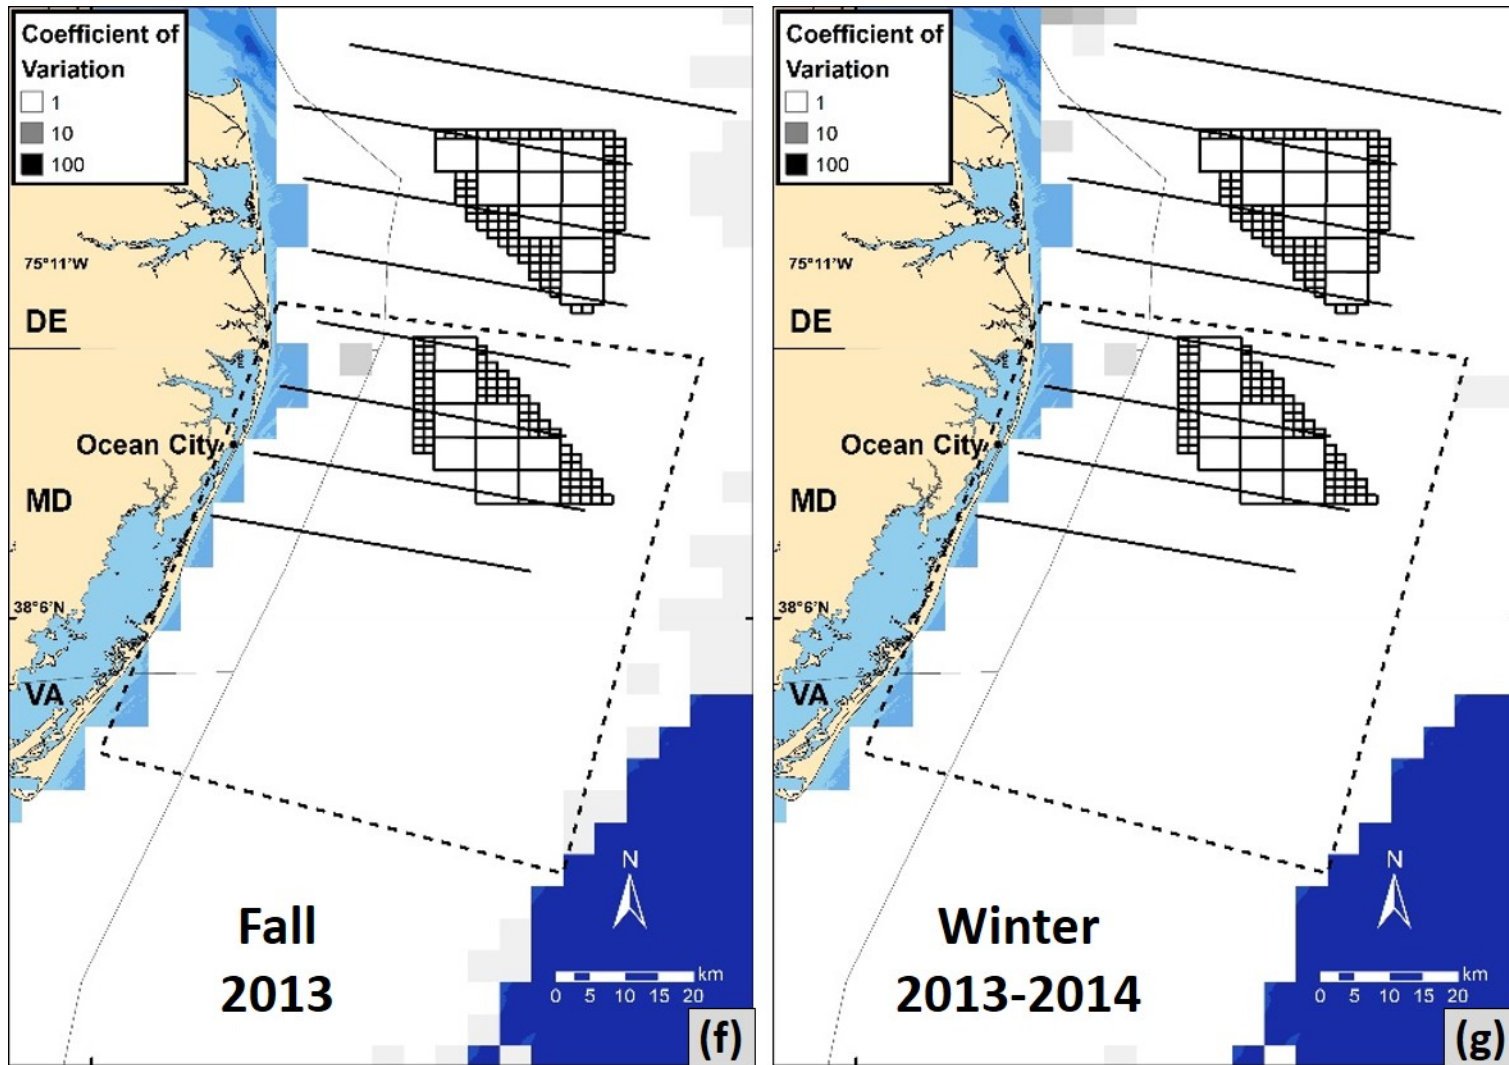 Coefficient of
Variation
1
10
100
75°11'W
DE
Ocean City
MD
38°6'N
VA
N
Fall
2013
km
0 5 10 15 20
(f)
Coefficient of
Variation
1
10
100
75°11'W
DE
Ocean City
MD
38°6'N
VA
N
Winter
2013-2014
km
0 5 10 15 20
(g)